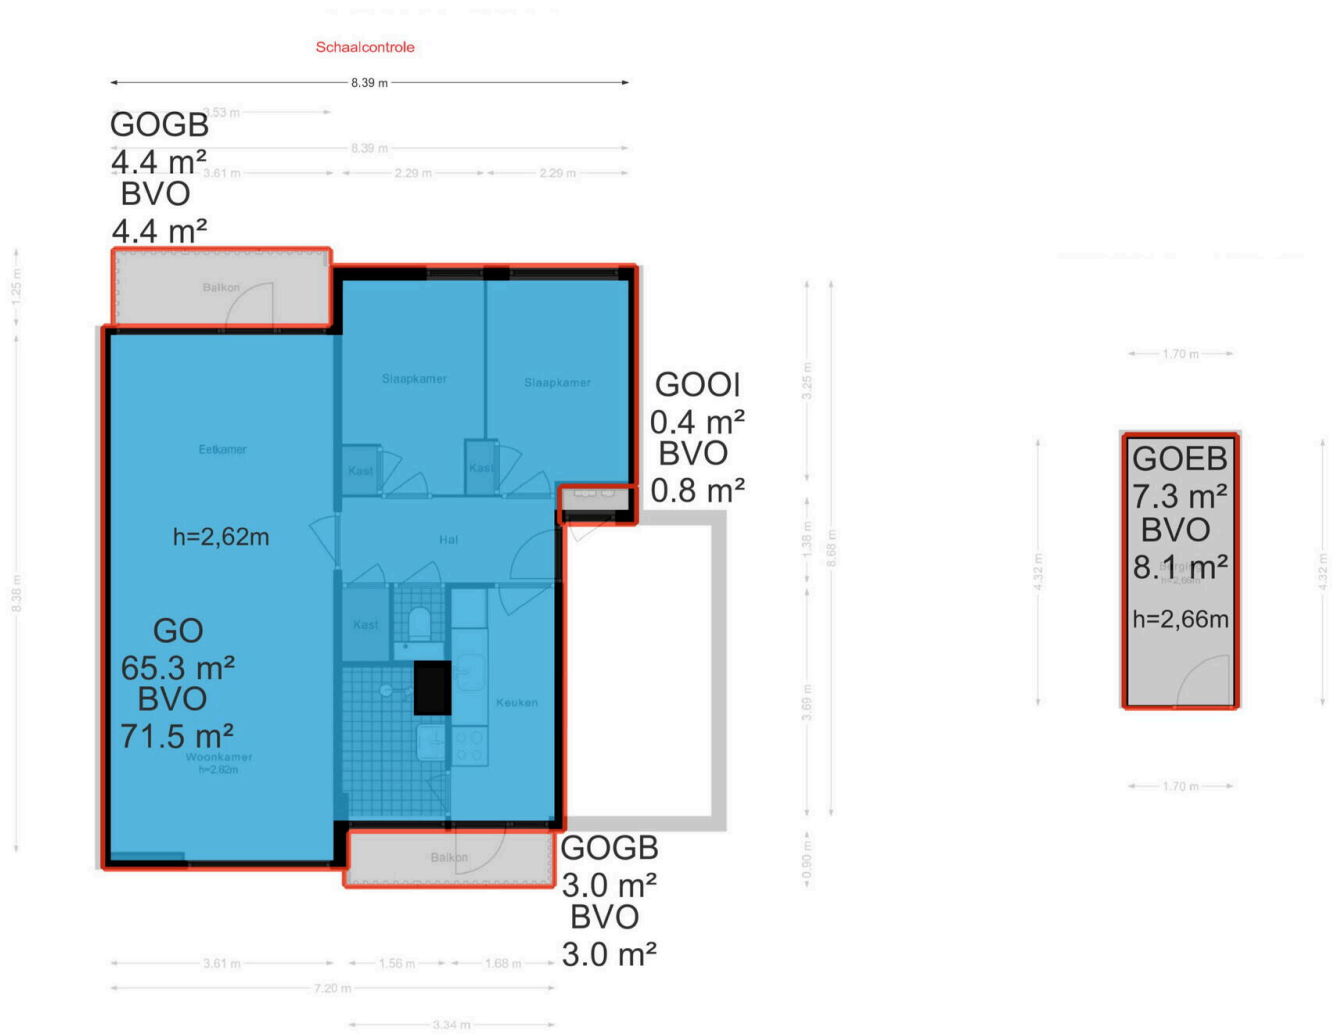 Schaalcontrole
8.39 m
3.53 m
GOGB
4.4 m²
BVO
4.4 m²
8.39 m
3.61 m
2.29 m
2.29 m
1.25 m
8.38 m
Balkon
Slaapkamer
Slaapkamer
Eetkamer
Kast
Kast
h=2,62m
Hal
Kast
GO
65.3 m²
BVO
71.5 m²
Woonkamer
h=2.62m
Keuken
Balkon
GOOI
0.4 m²
BVO
0.8 m²
GOGB
3.0 m²
BVO
3.0 m²
3.25 m
1.38 m
8.68 m
3.69 m
0.90 m
3.61 m
1.56 m
1.68 m
7.20 m
3.34 m
1.70 m
4.32 m
GOEB
7.3 m²
BVO
8.1 m²
Berging
h=2,66m
4.32 m
1.70 m